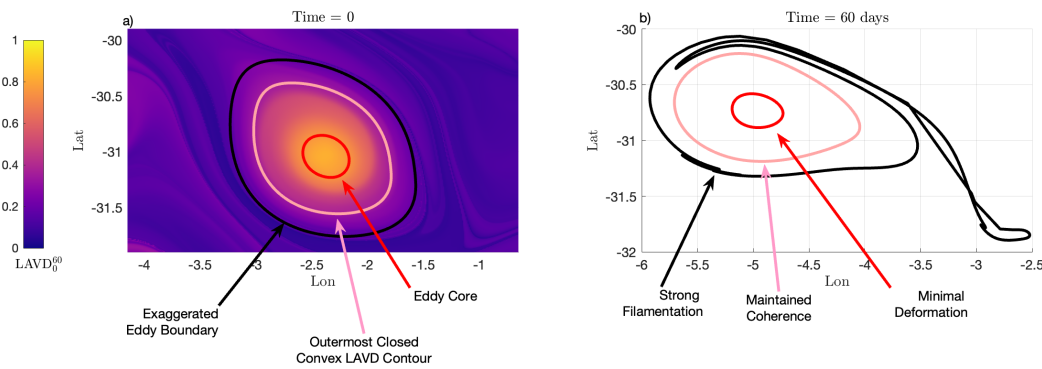 a)
Time = 0
1
0.8
0.6
0.4
0.2
0
LAVD₀⁶⁰
-30
-30.5
-31
-31.5
Lat
-4
-3.5
-3
-2.5
-2
-1.5
-1
Lon
Exaggerated
Eddy Boundary
Outermost Closed
Convex LAVD Contour
Eddy Core
b)
Time = 60 days
-30
-30.5
-31
-31.5
-32
Lat
-6
-5.5
-5
-4.5
-4
-3.5
-3
-2.5
Lon
Strong
Filamentation
Maintained
Coherence
Minimal
Deformation